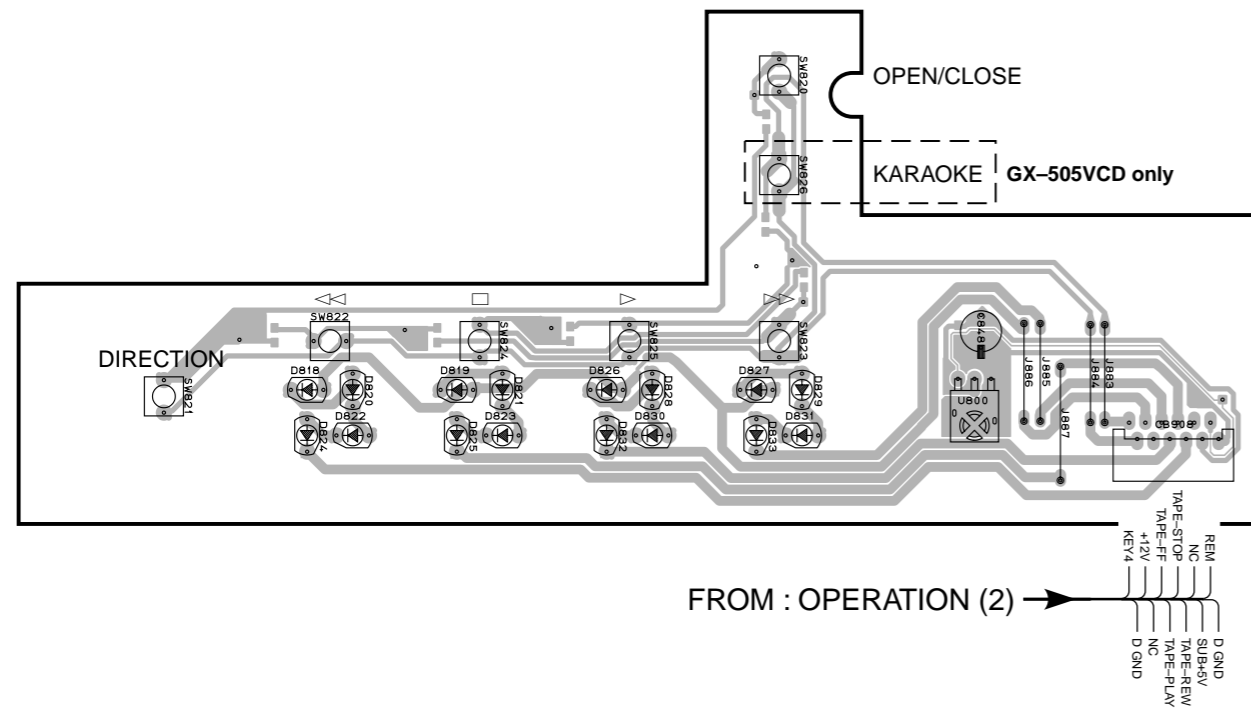 SW820
OPEN/CLOSE
SW826
KARAOKE
GX–505VCD only
SW822
SW824
SW825
SW823
DIRECTION
SW821
D818
D820
D819
D821
D826
D828
D827
D829
D824
D822
D825
D823
D832
D830
D833
D831
C848
U800
J886
J885
J887
J884
J883
CB908
FROM : OPERATION (2)
KEY4
+12V
TAPE–FF
TAPE–STOP
NC
REM
D GND
NC
TAPE–PLAY
TAPE–REW
SUB+5V
D GND